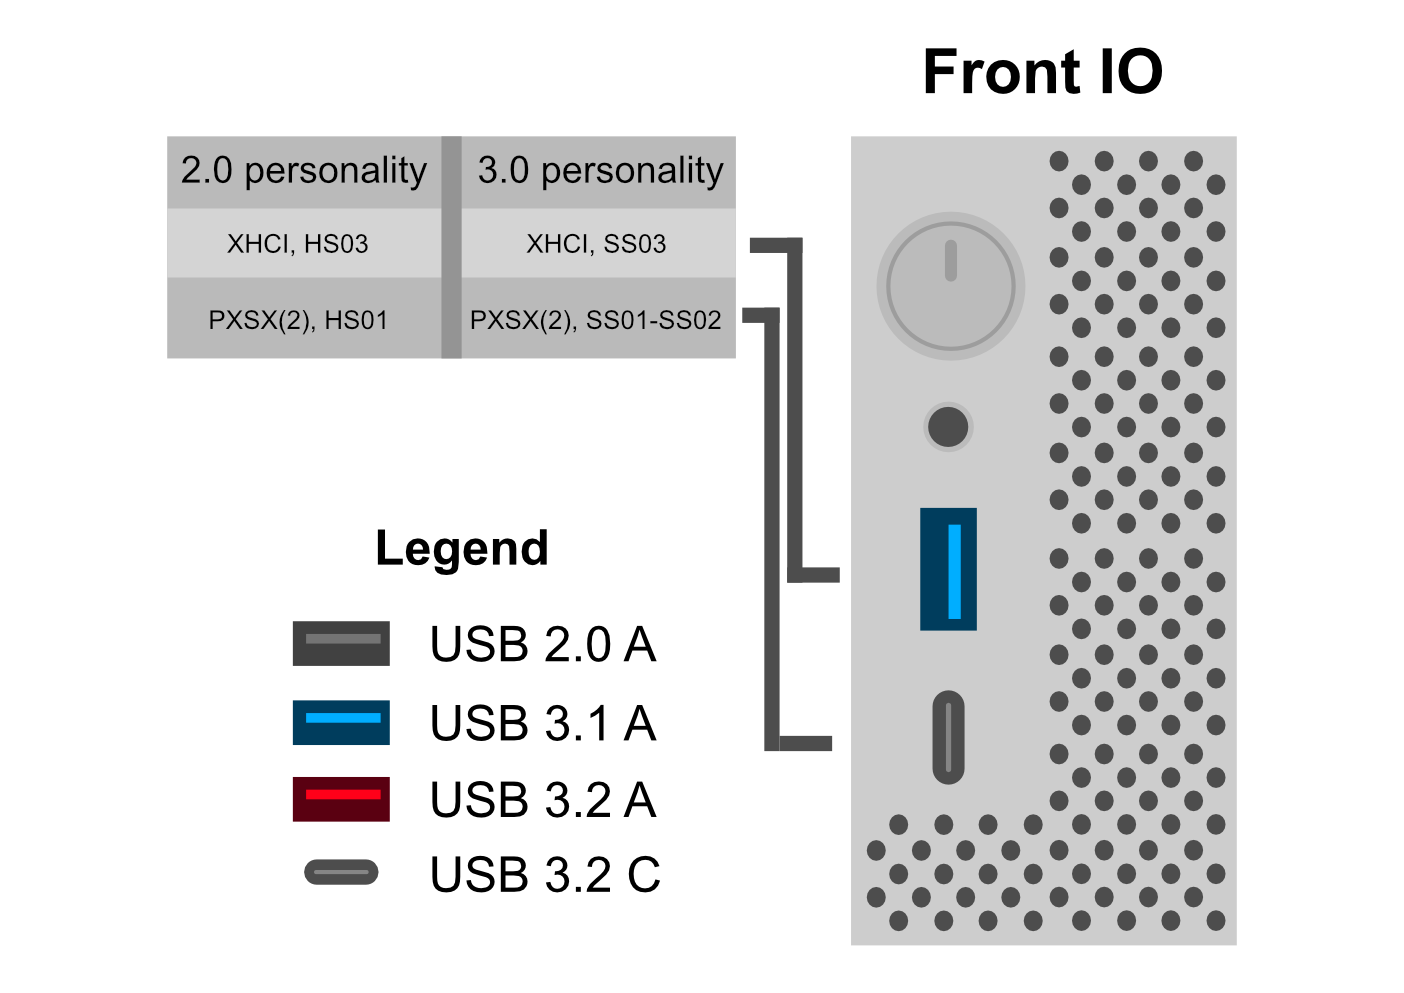 Front IO
2.0 personality
3.0 personality
XHCI, HS03
XHCI, SS03
PXSX(2), HS01
PXSX(2), SS01-SS02
Legend
USB 2.0 A
USB 3.1 A
USB 3.2 A
USB 3.2 C